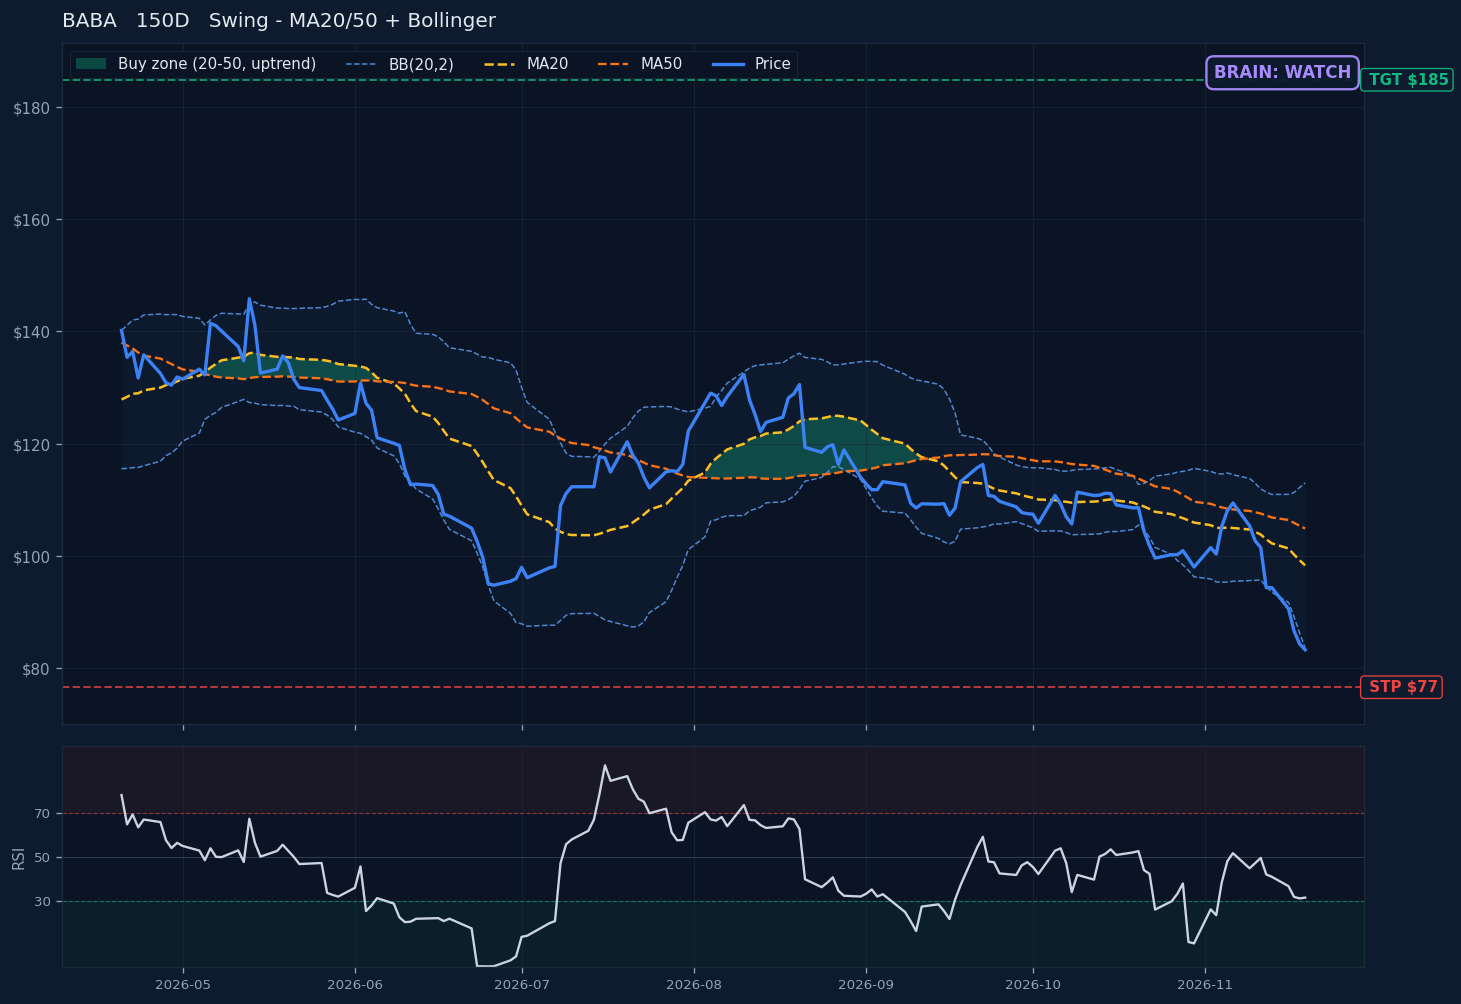 BABA 150D Swing - MA20/50 + Bollinger
Buy zone (20-50, uptrend) BB(20,2) MA20 MA50 Price
BRAIN: WATCH
TGT $185
$180
$160
$140
$120
$100
$80
STP $77
RSI
70
50
30
2026-05 2026-06 2026-07 2026-08 2026-09 2026-10 2026-11